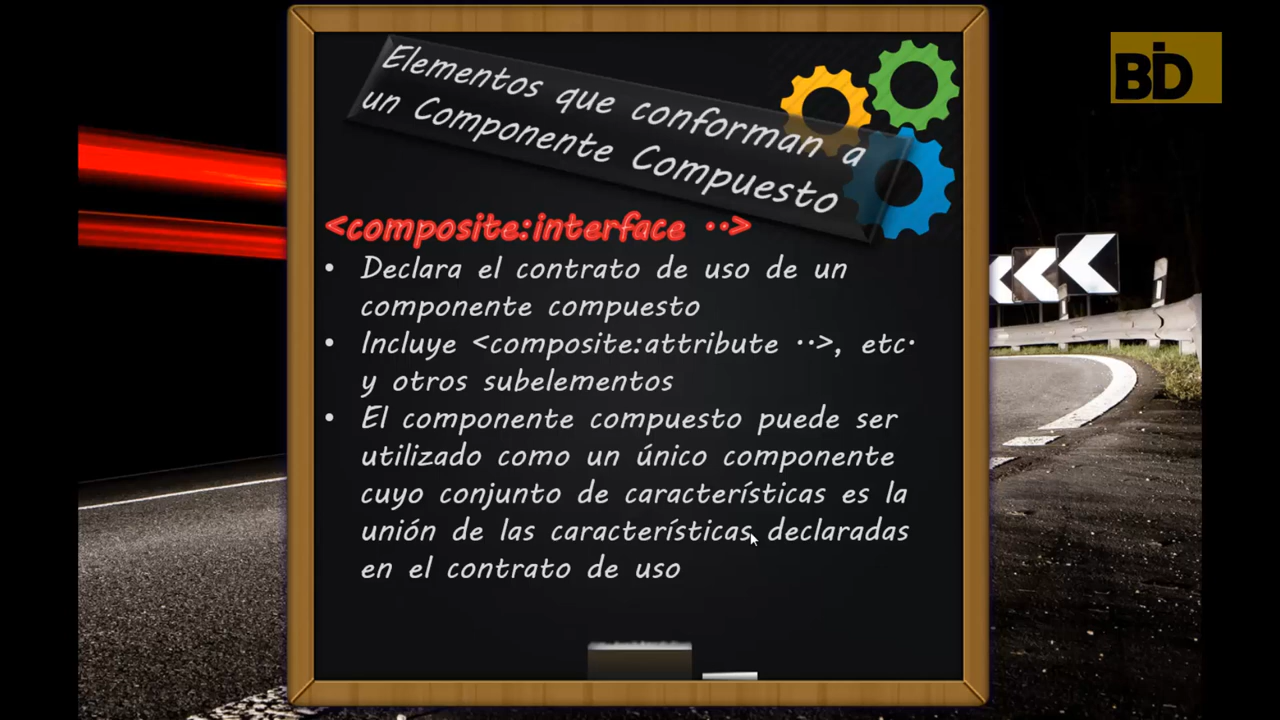 BID
Elementos que conforman a
un Componente Compuesto
<composite:interface ..>
• Declara el contrato de uso de un
componente compuesto
• Incluye <composite:attribute ..>, etc.
y otros subelementos
• El componente compuesto puede ser
utilizado como un único componente
cuyo conjunto de características es la
unión de las características declaradas
en el contrato de uso